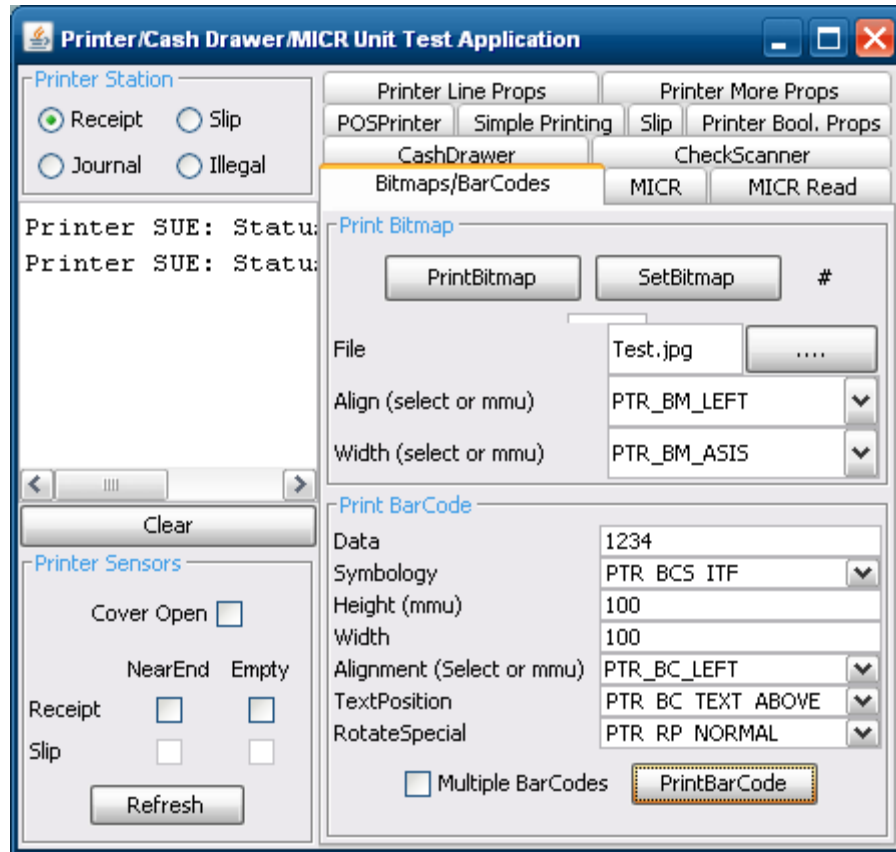 Printer/Cash Drawer/MICR Unit Test Application
Printer Station
Receipt Slip
Journal Illegal
Printer SUE: Statu
Printer SUE: Statu
Clear
Printer Sensors
Cover Open
NearEnd Empty
Receipt
Slip
Refresh
Printer Line Props Printer More Props
POSPrinter Simple Printing Slip Printer Bool. Props
CashDrawer CheckScanner
Bitmaps/BarCodes MICR MICR Read
Print Bitmap
PrintBitmap SetBitmap #
File Test.jpg ....
Align (select or mmu) PTR_BM_LEFT
Width (select or mmu) PTR_BM_ASIS
Print BarCode
Data 1234
Symbology PTR_BCS_ITF
Height (mmu) 100
Width 100
Alignment (Select or mmu) PTR_BC_LEFT
TextPosition PTR_BC_TEXT_ABOVE
RotateSpecial PTR_RP_NORMAL
Multiple BarCodes PrintBarCode